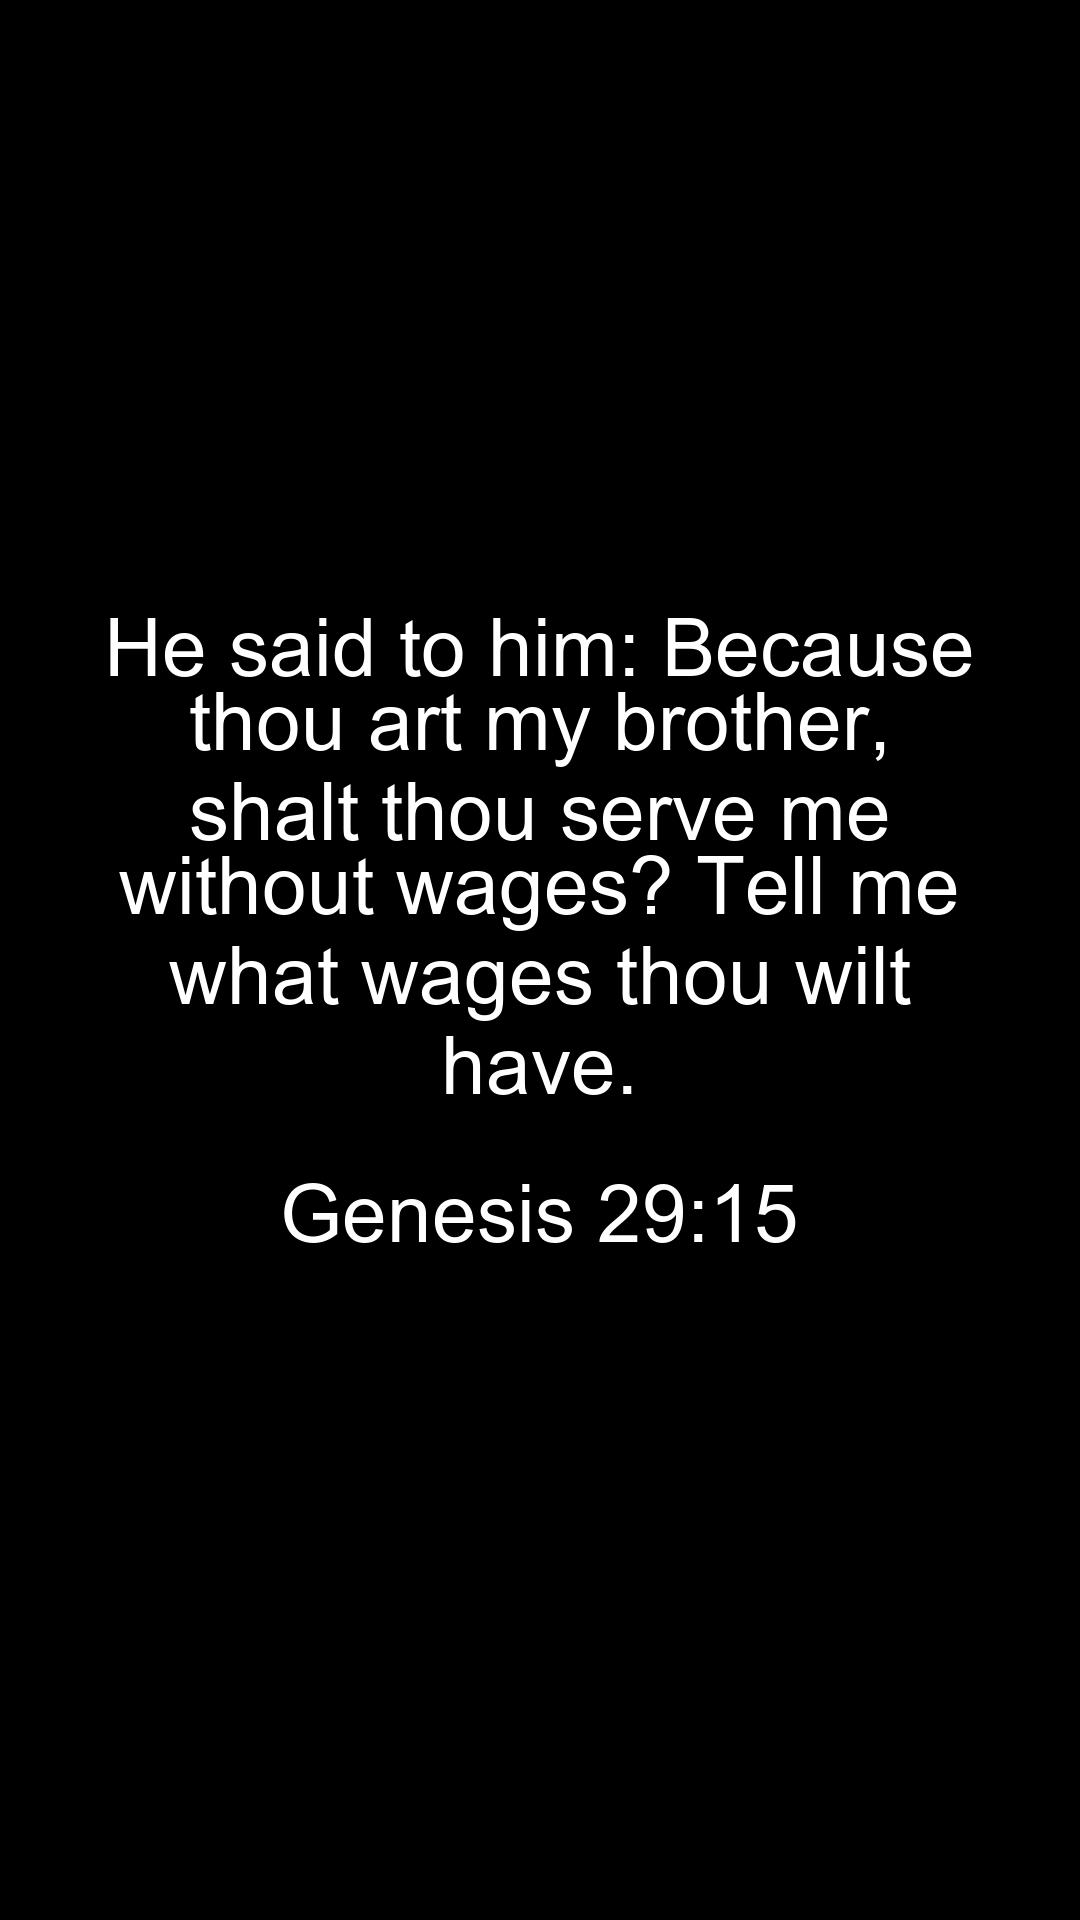 He said to him: Because
thou art my brother,
shalt thou serve me
without wages? Tell me
what wages thou wilt
have.
Genesis 29:15